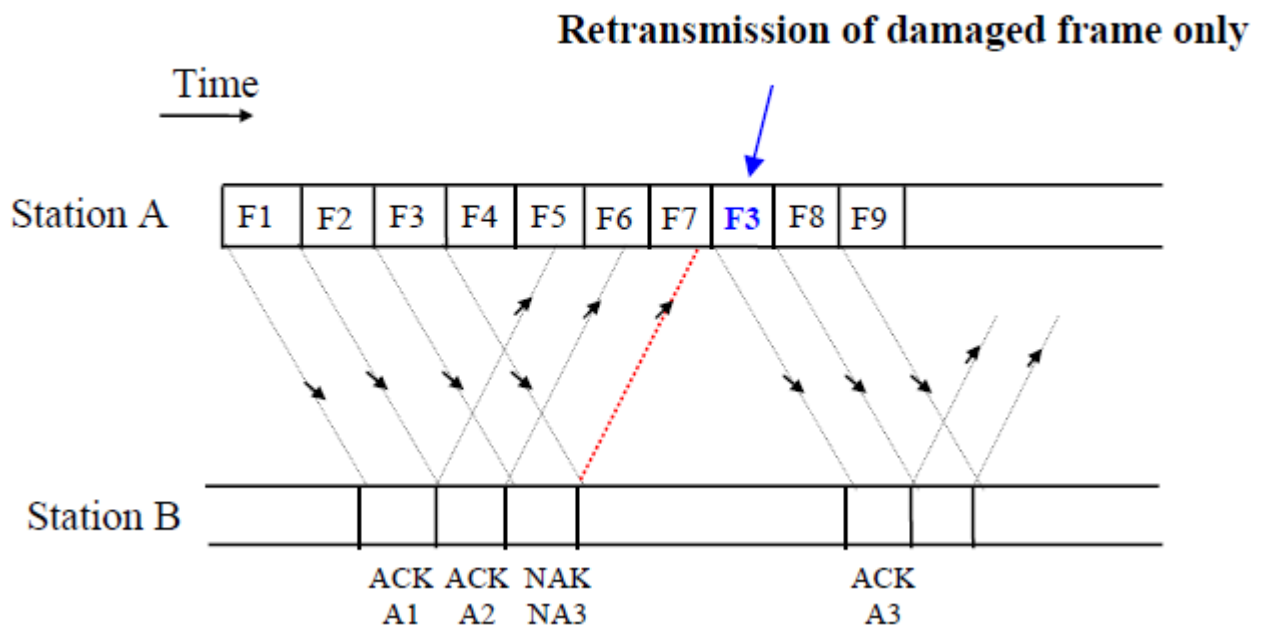 Retransmission of damaged frame only
Time
Station A F1 F2 F3 F4 F5 F6 F7 F3 F8 F9
Station B
ACK ACK NAK ACK
A1 A2 NA3 A3